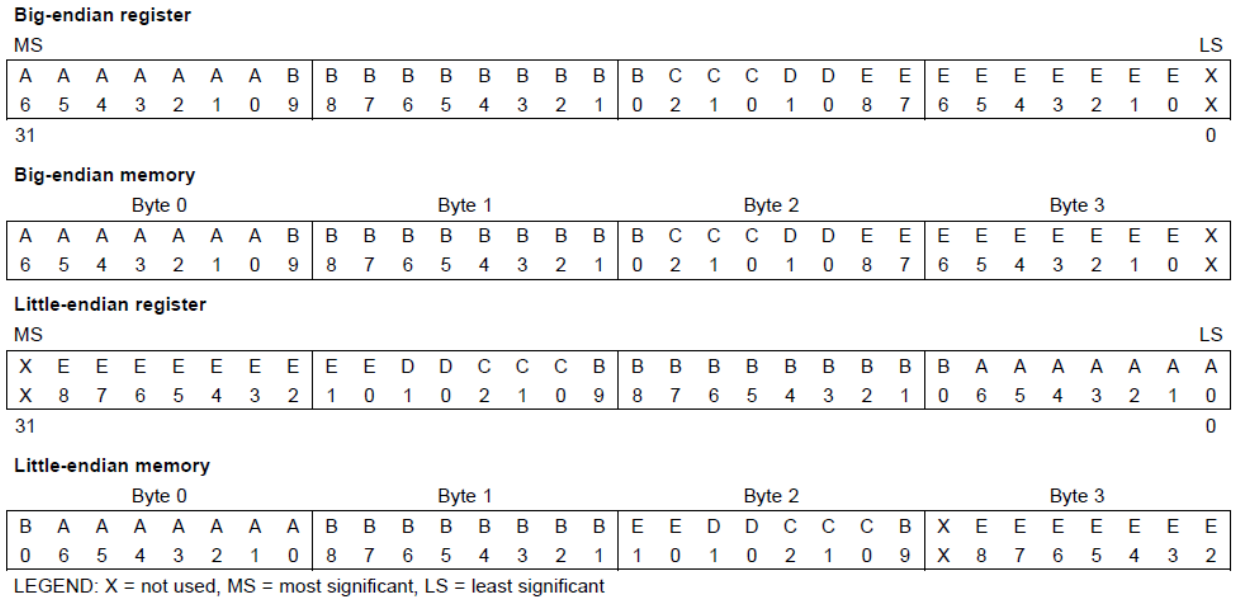 Big-endian register
MS LS
A A A A A A A B B B B B B B B B B C C C D D E E E E E E E E E X
6 5 4 3 2 1 0 9 8 7 6 5 4 3 2 1 0 2 1 0 1 0 8 7 6 5 4 3 2 1 0 X
31 0
Big-endian memory
Byte 0 Byte 1 Byte 2 Byte 3
A A A A A A A B B B B B B B B B B C C C D D E E E E E E E E E X
6 5 4 3 2 1 0 9 8 7 6 5 4 3 2 1 0 2 1 0 1 0 8 7 6 5 4 3 2 1 0 X
Little-endian register
MS LS
X E E E E E E E E E D D C C C B B B B B B B B B B A A A A A A A
X 8 7 6 5 4 3 2 1 0 1 0 2 1 0 9 8 7 6 5 4 3 2 1 0 6 5 4 3 2 1 0
31 0
Little-endian memory
Byte 0 Byte 1 Byte 2 Byte 3
B A A A A A A A B B B B B B B B E E D D C C C B X E E E E E E E
0 6 5 4 3 2 1 0 8 7 6 5 4 3 2 1 1 0 1 0 2 1 0 9 X 8 7 6 5 4 3 2
LEGEND: X = not used, MS = most significant, LS = least significant